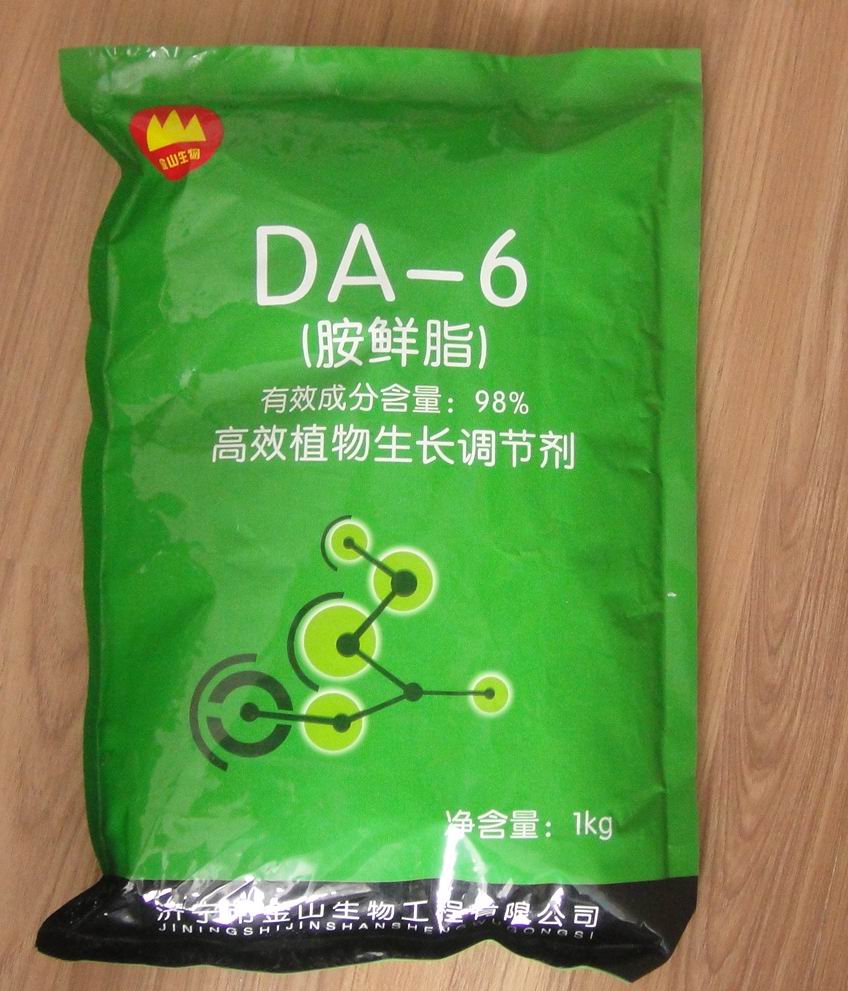 金山生物
DA-6
(胺鲜脂)
有效成分含量：98%
高效植物生长调节剂
净含量：1kg
济宁市金山生物工程有限公司
JININGSHIJINSHANSHENGWUGONGSI